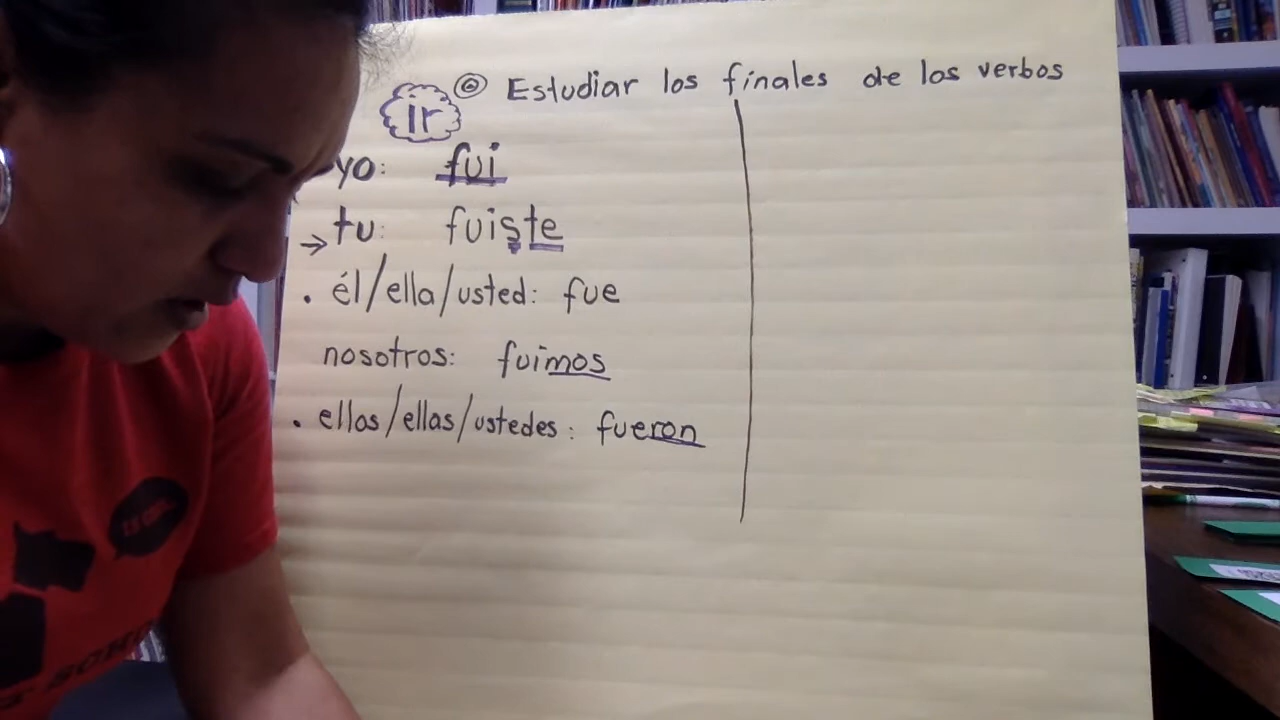 ◎ Estudiar los finales de los verbos
ir
yo: fui
→ tu: fuiste
. él/ella/usted: fue
nosotros: fuimos
. ellos/ellas/ustedes: fueron